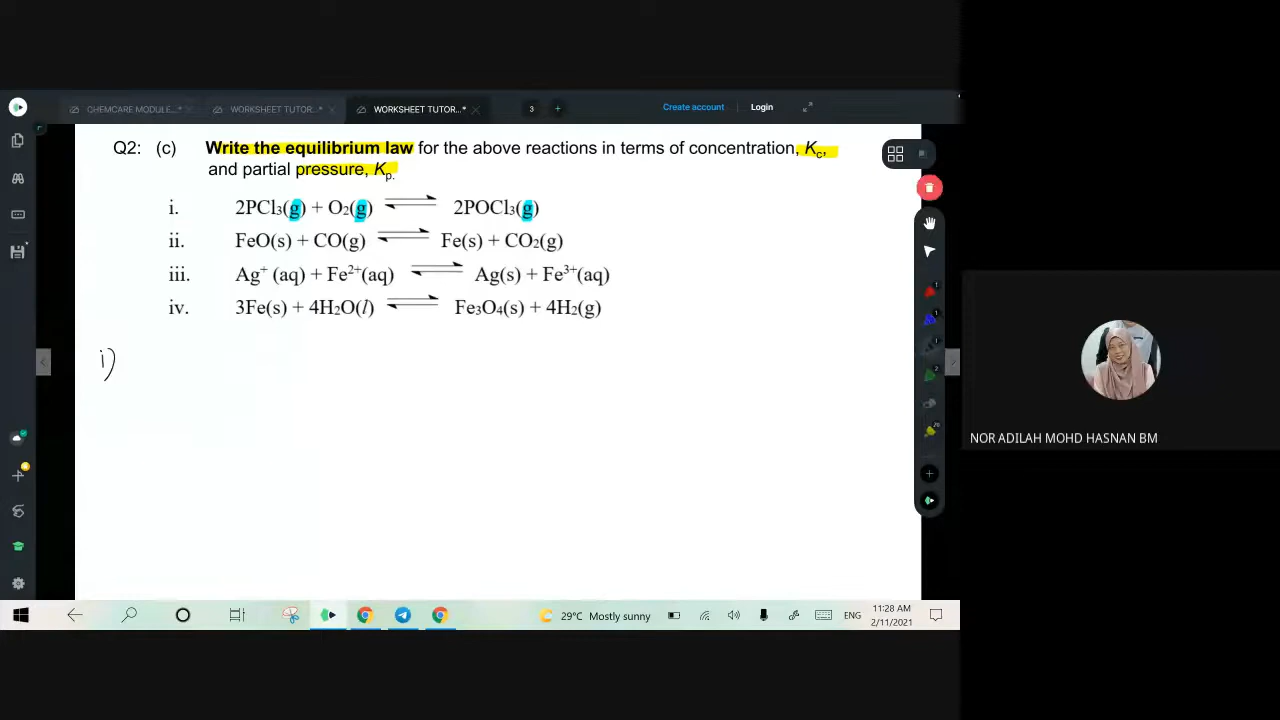 CHEMCARE MODULE...*
WORKSHEET TUTOR...*
WORKSHEET TUTOR...*
3
Create account
Login
Q2: (c) Write the equilibrium law for the above reactions in terms of concentration, Kc,
and partial pressure, Kp.
i. 2PCl₃(g) + O₂(g) ⇌ 2POCl₃(g)
ii. FeO(s) + CO(g) ⇌ Fe(s) + CO₂(g)
iii. Ag⁺ (aq) + Fe²⁺(aq) ⇌ Ag(s) + Fe³⁺(aq)
iv. 3Fe(s) + 4H₂O(l) ⇌ Fe₃O₄(s) + 4H₂(g)
i)
NOR ADILAH MOHD HASNAN BM
29°C Mostly sunny
ENG
11:28 AM
2/11/2021